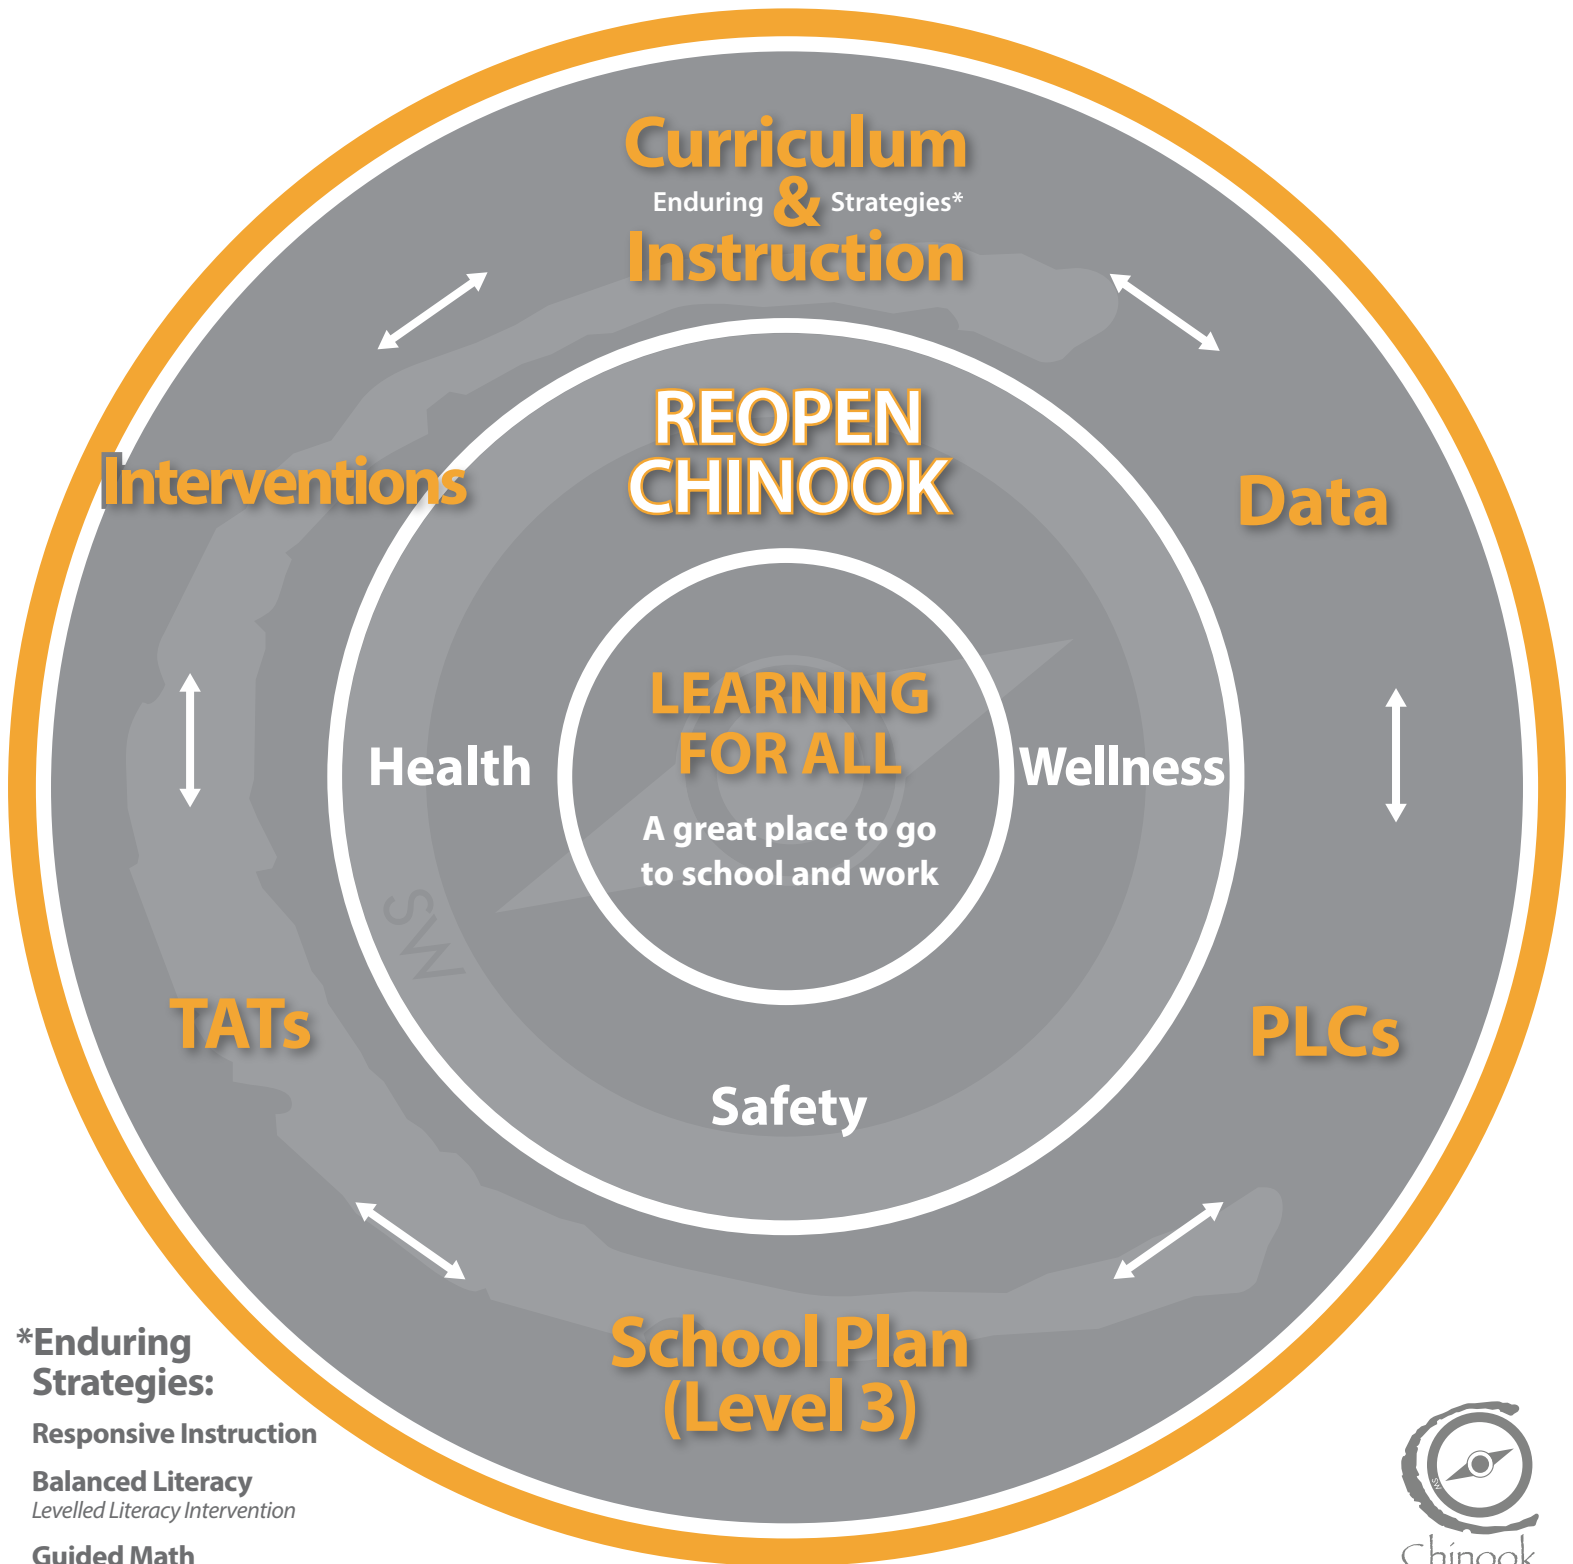 Curriculum
Enduring & Strategies*
Instruction
REOPEN
CHINOOK
Interventions
Data
LEARNING
FOR ALL
Health
Wellness
A great place to go
to school and work
SW
TATs
PLCs
Safety
School Plan
(Level 3)
*Enduring
Strategies:
Responsive Instruction
Balanced Literacy
Levelled Literacy Intervention
Guided Math
SW
Chinook